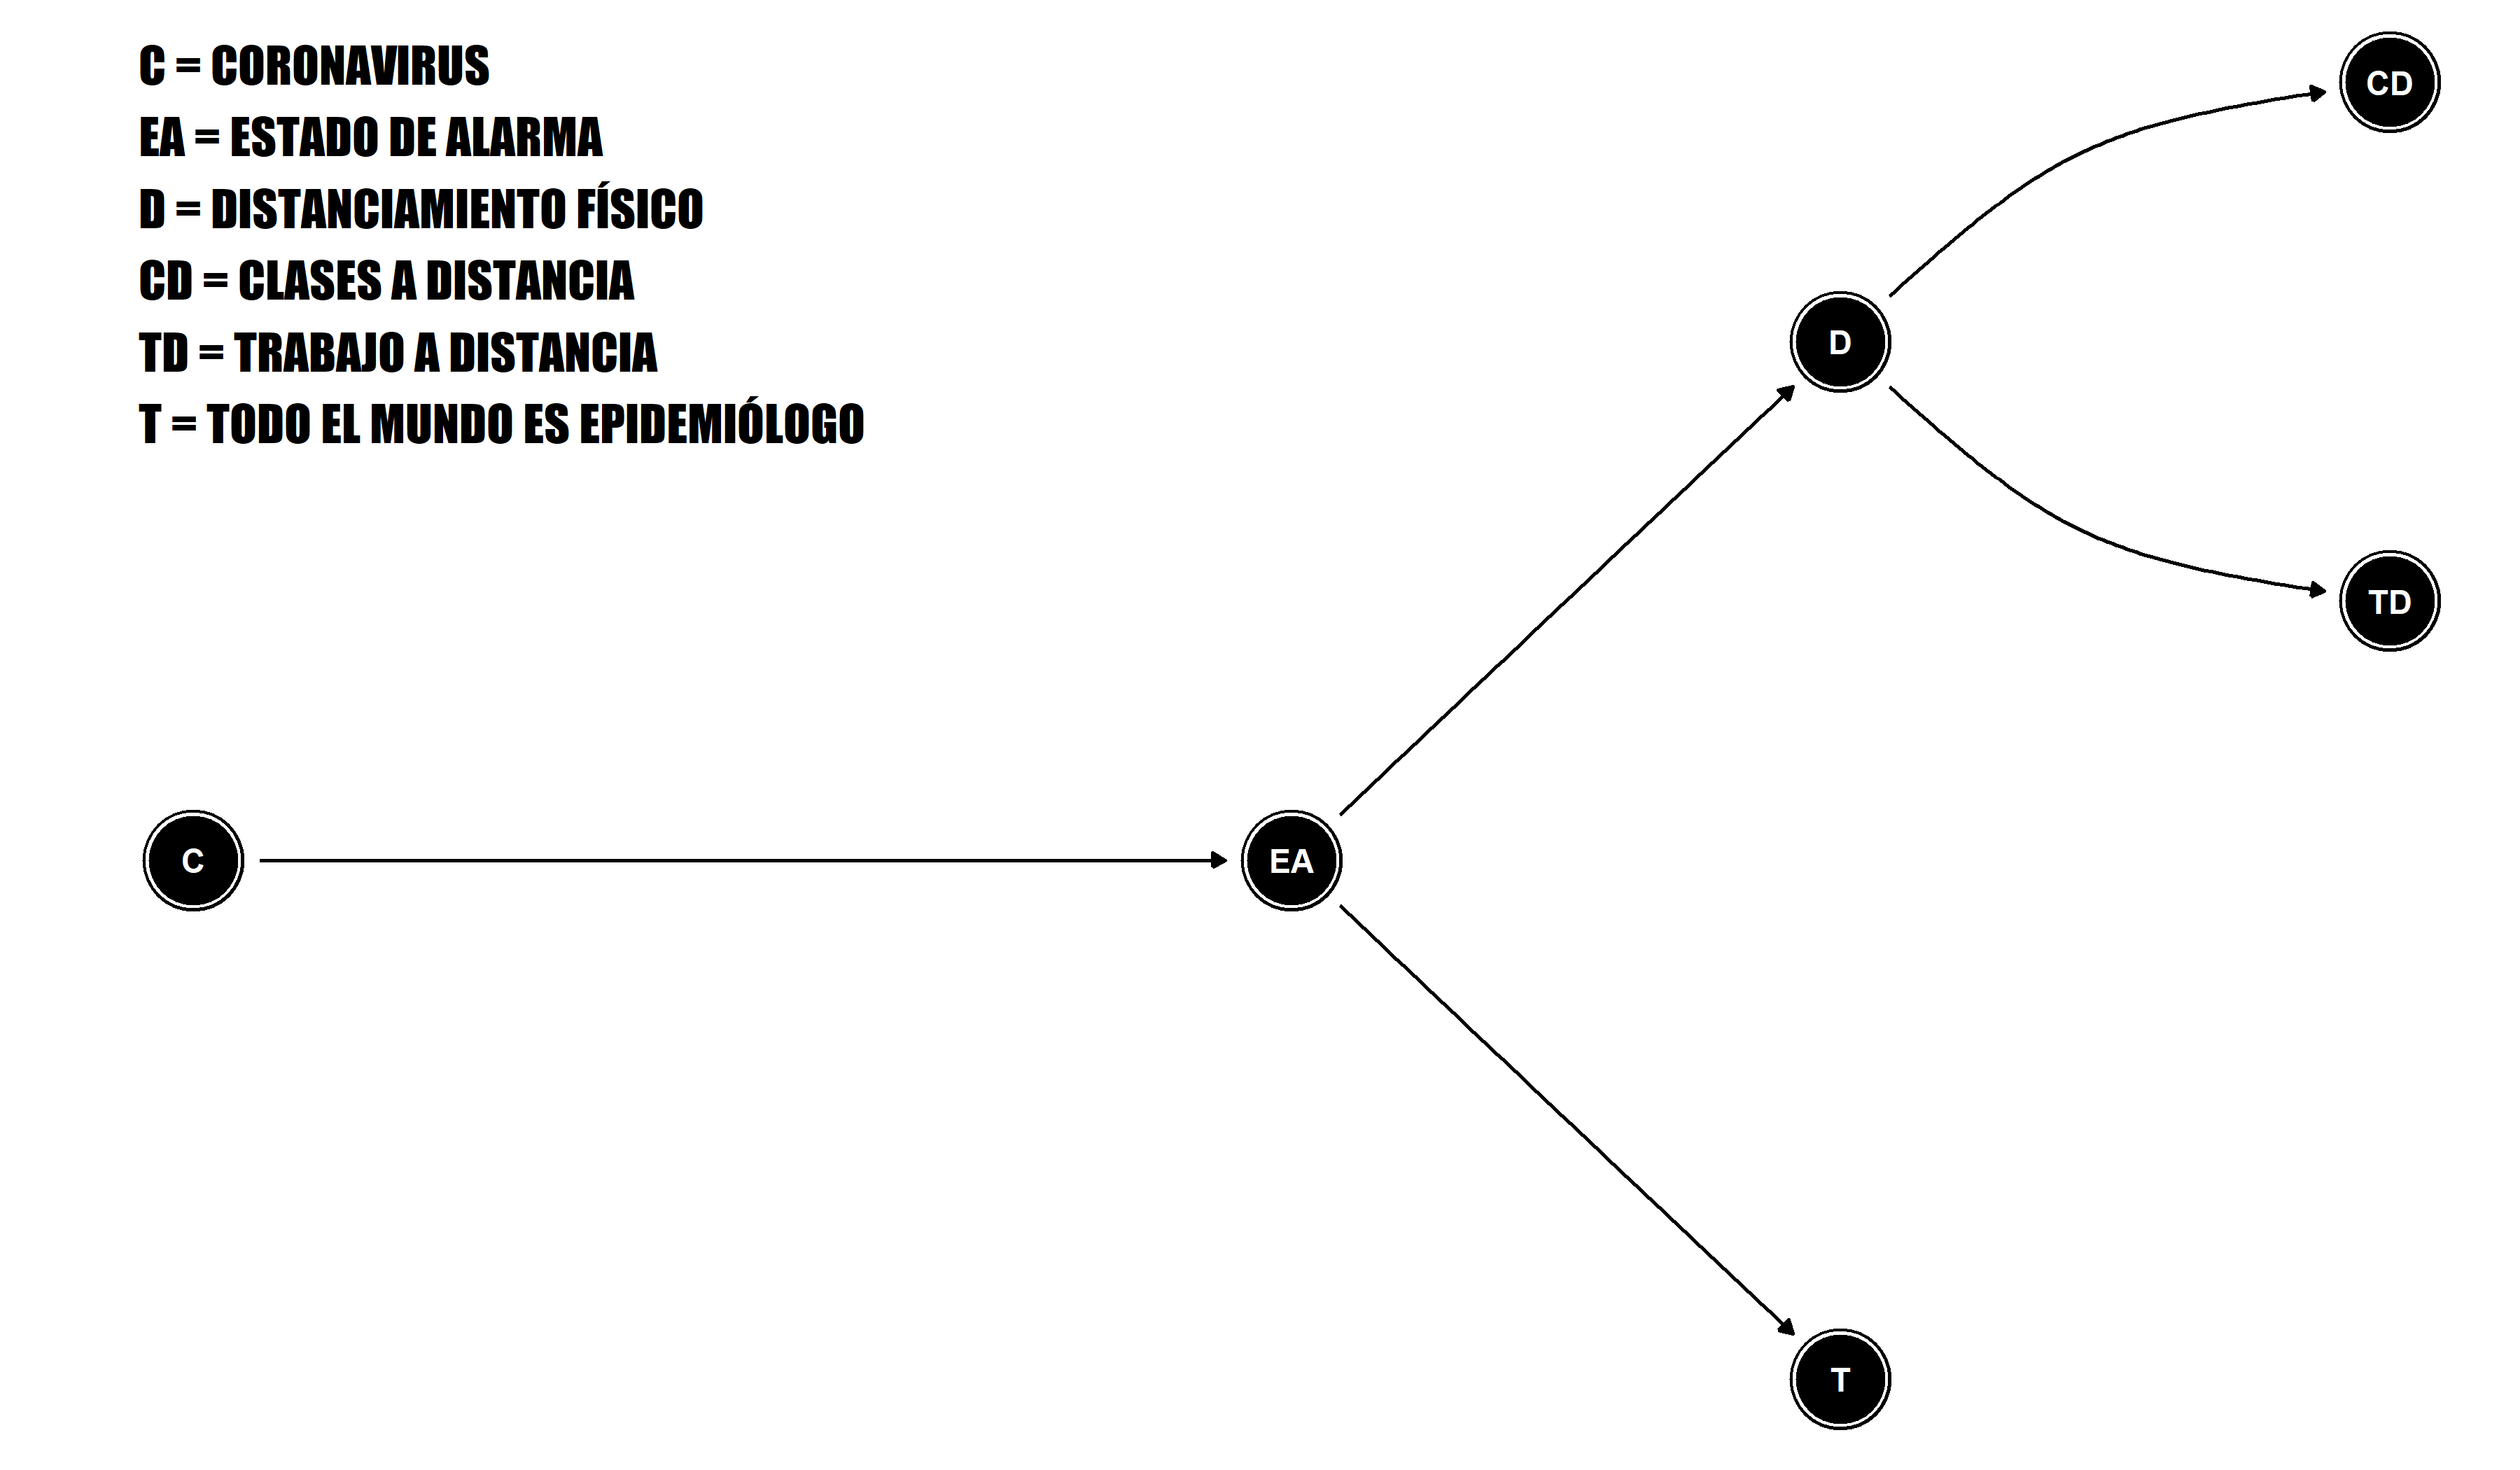 C = CORONAVIRUS
EA = ESTADO DE ALARMA
D = DISTANCIAMIENTO FÍSICO
CD = CLASES A DISTANCIA
TD = TRABAJO A DISTANCIA
T = TODO EL MUNDO ES EPIDEMIÓLOGO
CD
D
TD
C
EA
T